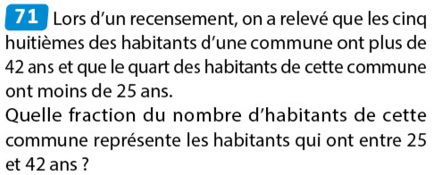 71 Lors d’un recensement, on a relevé que les cinq
huitièmes des habitants d’une commune ont plus de
42 ans et que le quart des habitants de cette commune
ont moins de 25 ans.
Quelle fraction du nombre d’habitants de cette
commune représente les habitants qui ont entre 25
et 42 ans ?